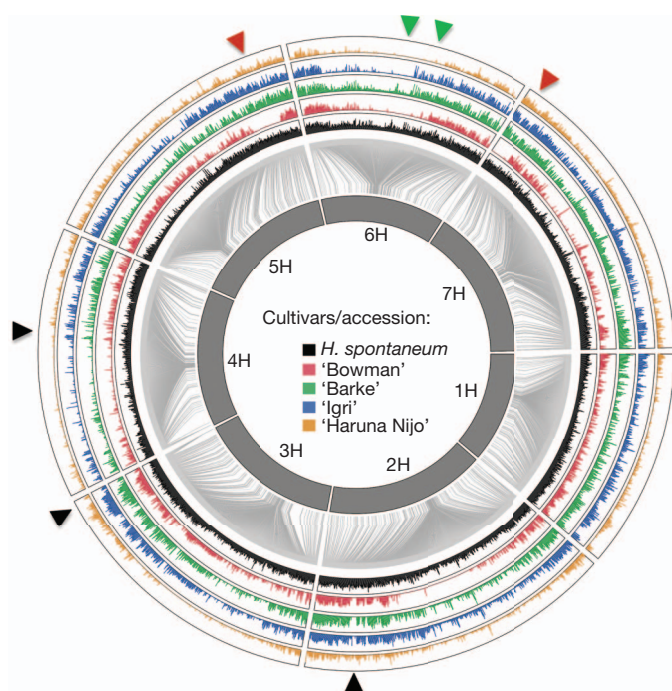 6H
5H
7H
Cultivars/accession:
4H
H. spontaneum
'Bowman'
1H
'Barke'
'Igri'
'Haruna Nijo'
3H
2H